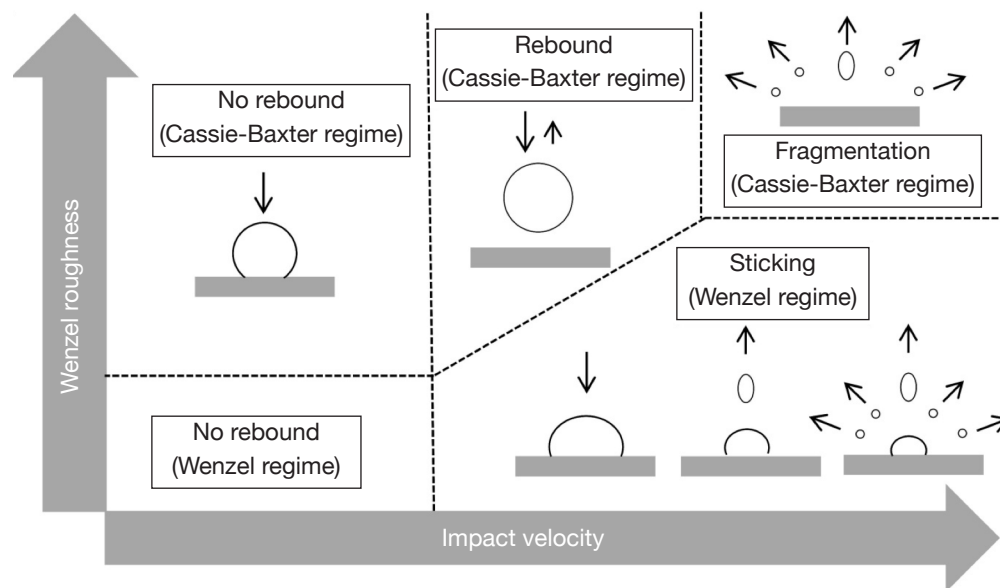 No rebound
(Cassie-Baxter regime)
Rebound
(Cassie-Baxter regime)
Fragmentation
(Cassie-Baxter regime)
Sticking
(Wenzel regime)
No rebound
(Wenzel regime)
Wenzel roughness
Impact velocity